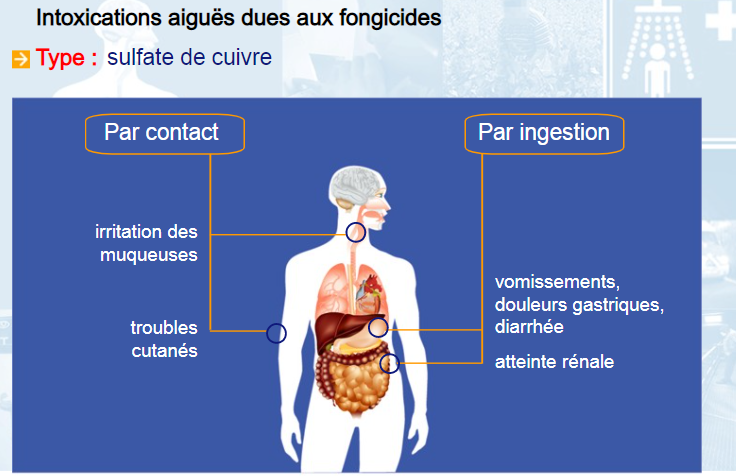 Intoxications aiguës dues aux fongicides
Type : sulfate de cuivre
Par contact
Par ingestion
irritation des
muqueuses
troubles
cutanés
vomissements,
douleurs gastriques,
diarrhée
atteinte rénale